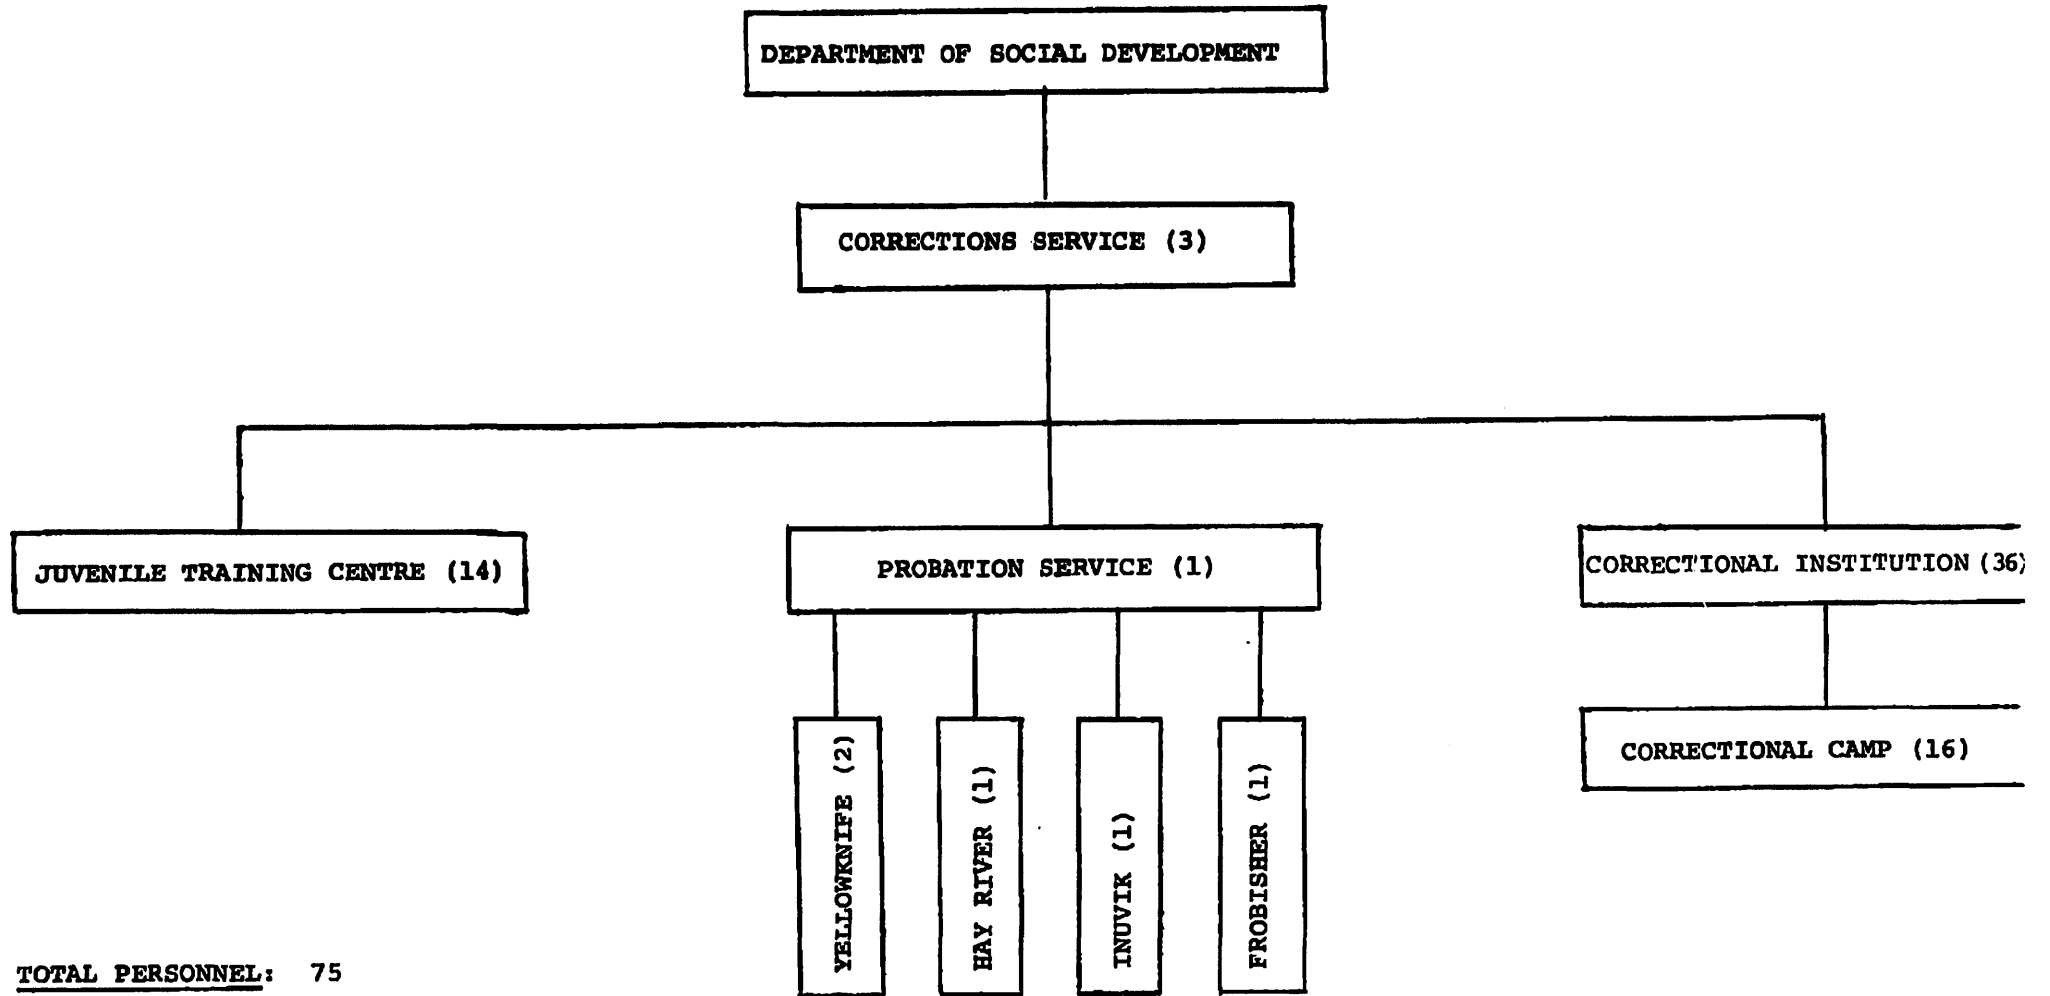 DEPARTMENT OF SOCIAL DEVELOPMENT
CORRECTIONS SERVICE (3)
JUVENILE TRAINING CENTRE (14)
PROBATION SERVICE (1)
CORRECTIONAL INSTITUTION (36)
YELLOWKNIFE (2)
HAY RIVER (1)
INUVIK (1)
FROBISHER (1)
CORRECTIONAL CAMP (16)
TOTAL PERSONNEL: 75